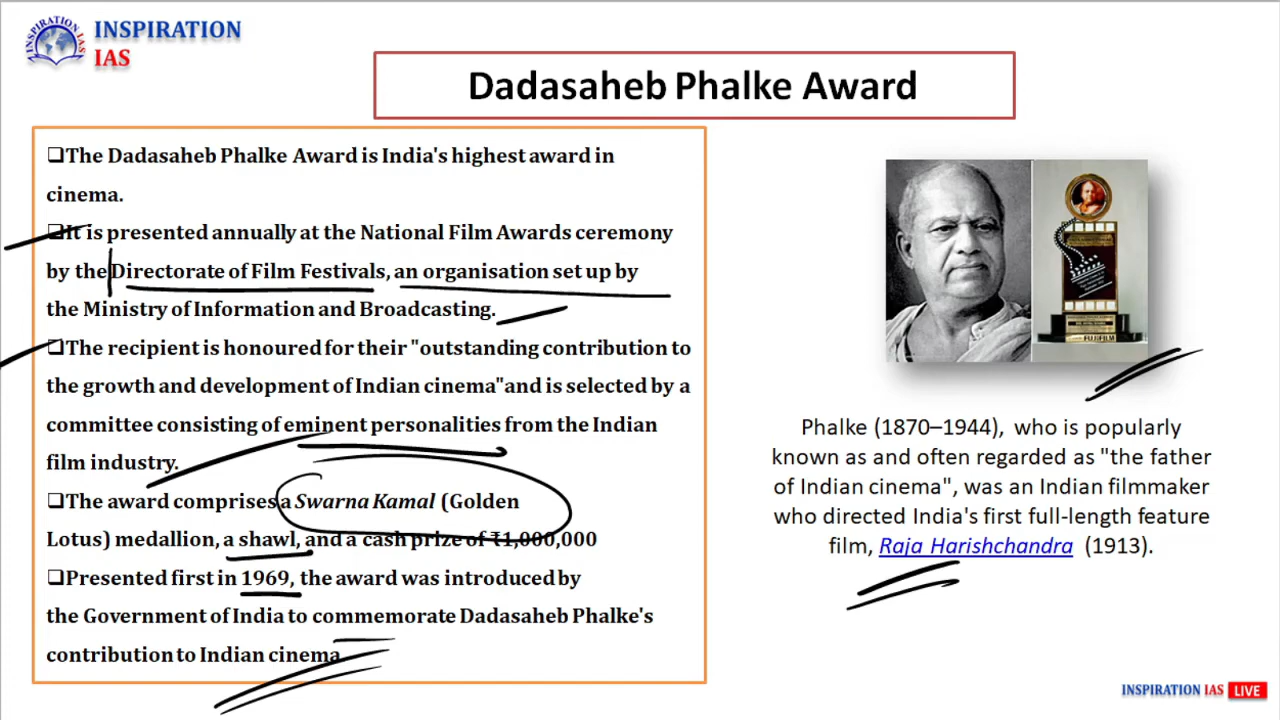 INSPIRATION IAS
INSPIRATION
IAS
Dadasaheb Phalke Award
❑The Dadasaheb Phalke Award is India's highest award in
cinema.
❑It is presented annually at the National Film Awards ceremony
by the Directorate of Film Festivals, an organisation set up by
the Ministry of Information and Broadcasting.
❑The recipient is honoured for their "outstanding contribution to
the growth and development of Indian cinema"and is selected by a
committee consisting of eminent personalities from the Indian
film industry.
❑The award comprises a Swarna Kamal (Golden
Lotus) medallion, a shawl, and a cash prize of ₹1,000,000
❑Presented first in 1969, the award was introduced by
the Government of India to commemorate Dadasaheb Phalke's
contribution to Indian cinema.
FUJIFILM
Phalke (1870–1944), who is popularly
known as and often regarded as "the father
of Indian cinema", was an Indian filmmaker
who directed India's first full-length feature
film, Raja Harishchandra (1913).
INSPIRATION IAS LIVE